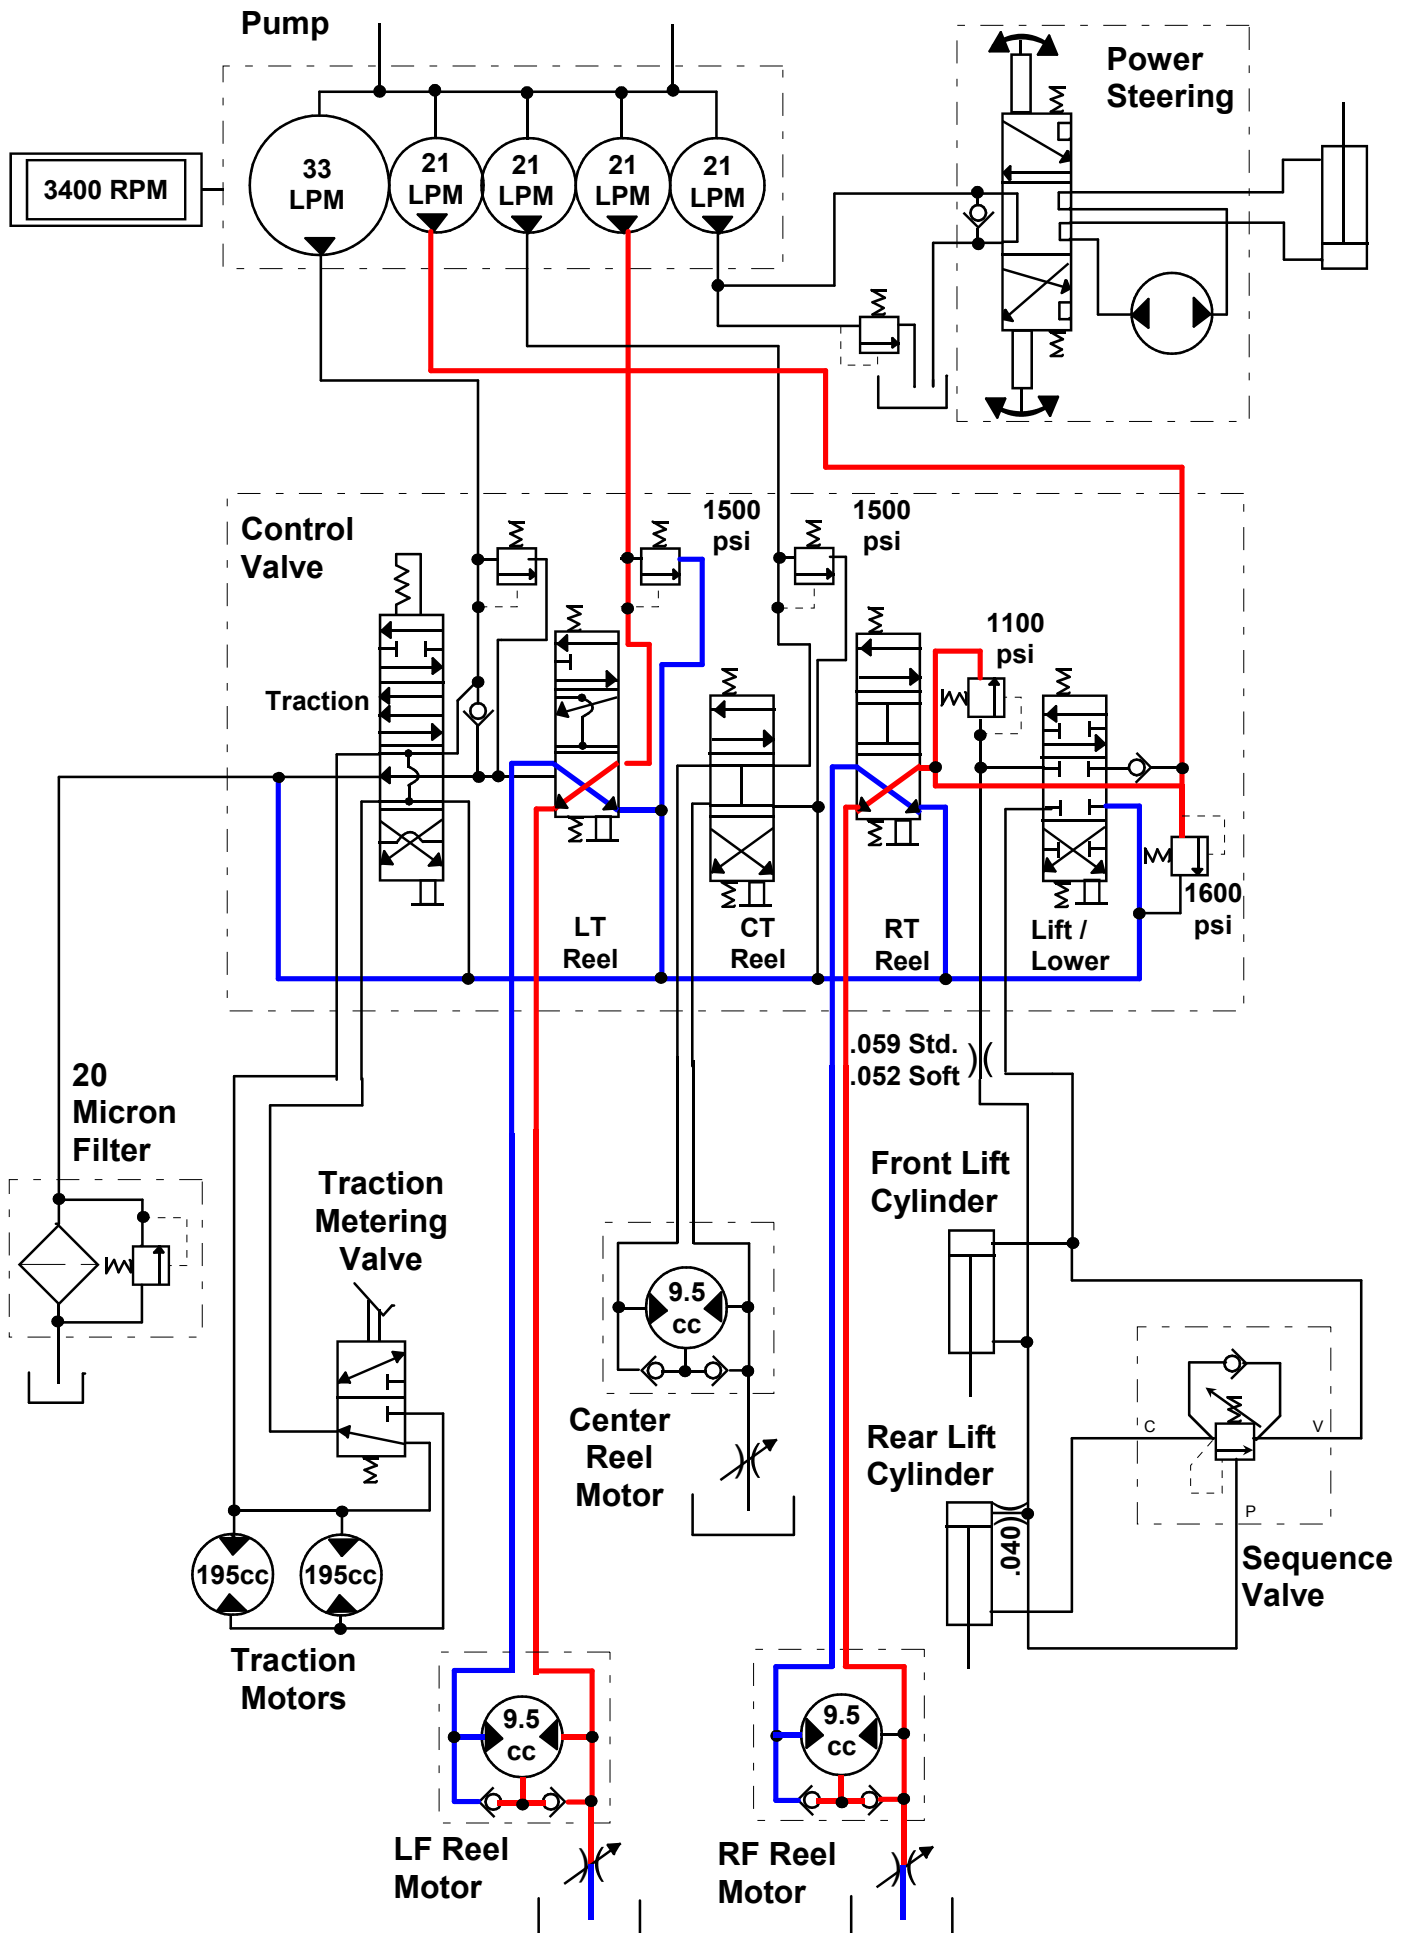 Pump
Power
Steering
3400 RPM
33
LPM
21
LPM
21
LPM
21
LPM
21
LPM
Control
Valve
1500
psi
1500
psi
1100
psi
Traction
1600
psi
LT
Reel
CT
Reel
RT
Reel
Lift /
Lower
.059 Std.
.052 Soft
20
Micron
Filter
Traction
Metering
Valve
Front Lift
Cylinder
9.5
cc
Center
Reel
Motor
Rear Lift
Cylinder
C
V
P
.040
Sequence
Valve
195cc
195cc
Traction
Motors
9.5
cc
9.5
cc
LF Reel
Motor
RF Reel
Motor